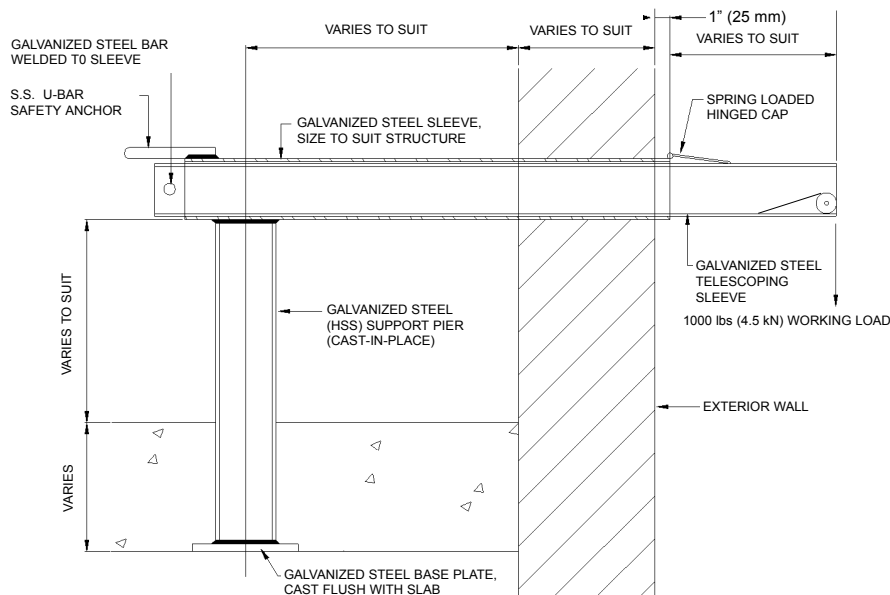 VARIES TO SUIT
VARIES TO SUIT
1" (25 mm)
VARIES TO SUIT
GALVANIZED STEEL BAR
WELDED T0 SLEEVE
S.S. U-BAR
SAFETY ANCHOR
GALVANIZED STEEL SLEEVE,
SIZE TO SUIT STRUCTURE
SPRING LOADED
HINGED CAP
GALVANIZED STEEL
TELESCOPING
SLEEVE
1000 lbs (4.5 kN) WORKING LOAD
VARIES TO SUIT
GALVANIZED STEEL
(HSS) SUPPORT PIER
(CAST-IN-PLACE)
EXTERIOR WALL
VARIES
GALVANIZED STEEL BASE PLATE,
CAST FLUSH WITH SLAB